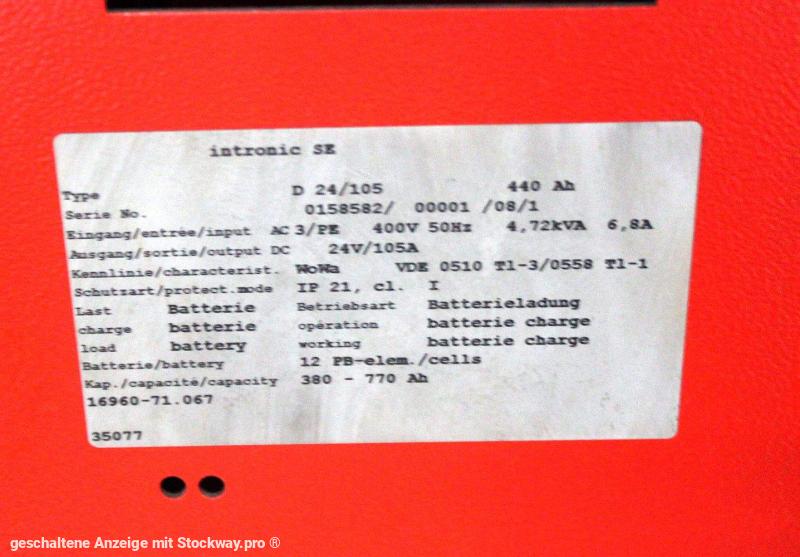 intronic SE
Type D 24/105 440 Ah
Serie No. 0158582/ 00001 /08/1
Eingang/entrée/input AC 3/PE 400V 50Hz 4,72kVA 6,8A
Ausgang/sortie/output DC 24V/105A
Kennlinie/characterist. WoWa VDE 0510 Tl-3/0558 Tl-1
Schutzart/protect.mode IP 21, cl. I
Last Batterie Betriebsart Batterieladung
charge batterie opération batterie charge
load battery working batterie charge
Batterie/battery 12 PB-elem./cells
Kap./capacité/capacity 380 - 770 Ah
16960-71.067
35077
geschaltene Anzeige mit Stockway.pro ®